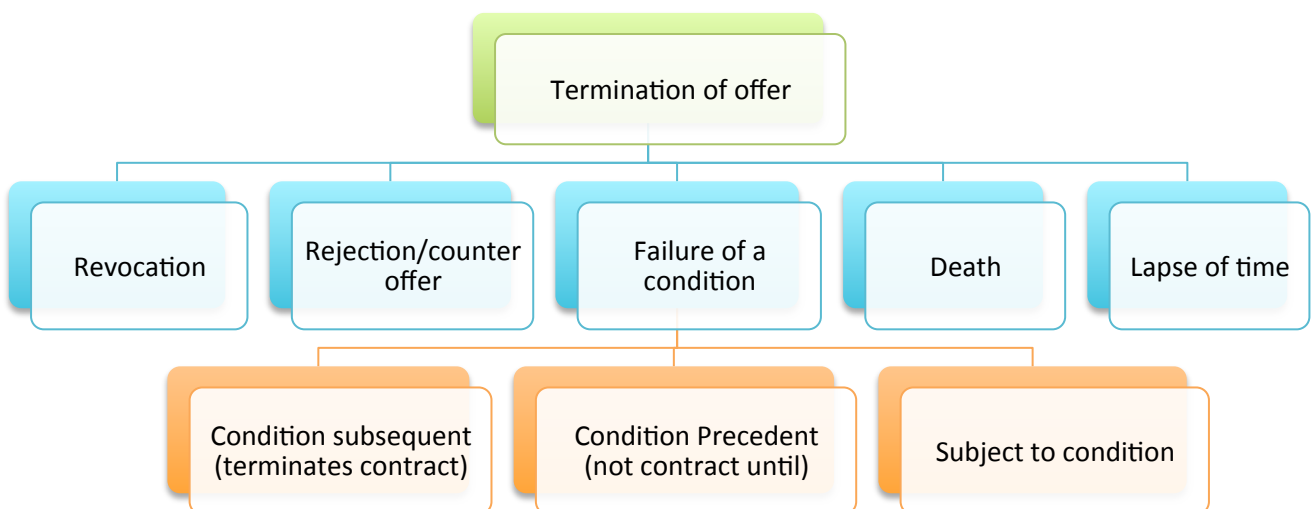 Termination of offer
Revocation
Rejection/counter
offer
Failure of a
condition
Death
Lapse of time
Condition subsequent
(terminates contract)
Condition Precedent
(not contract until)
Subject to condition